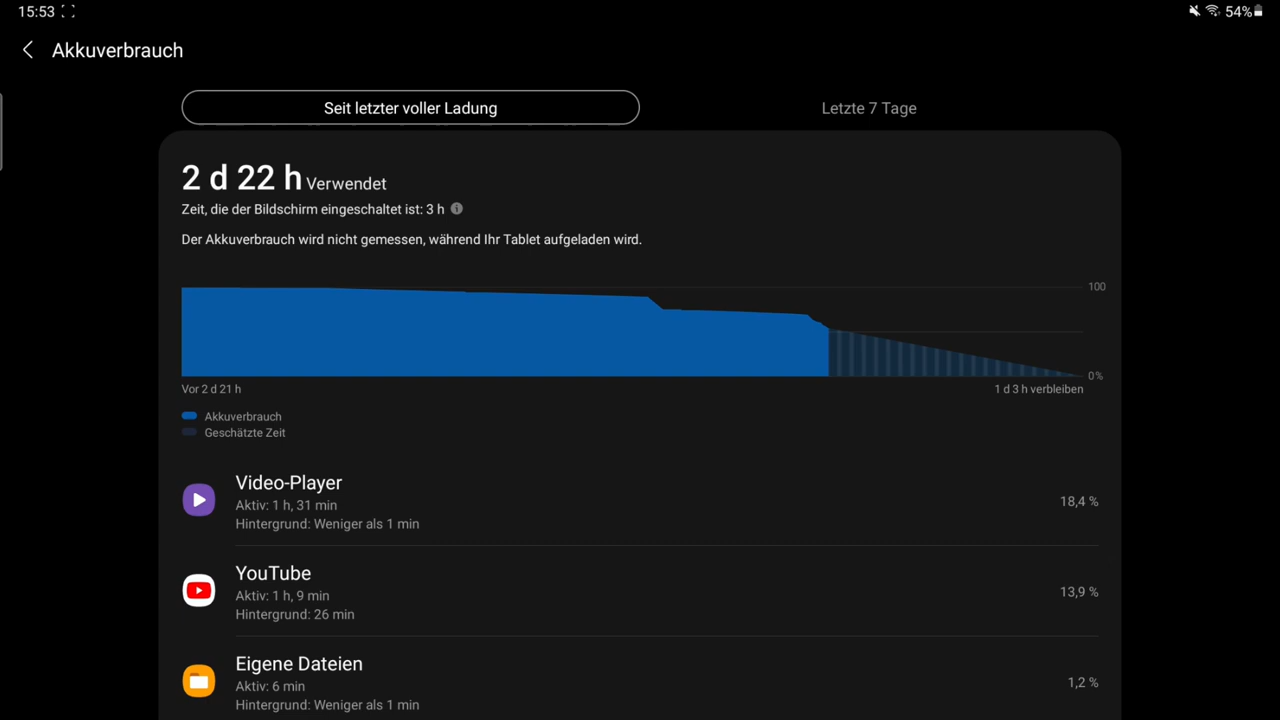 15:53 54%
Akkuverbrauch
Seit letzter voller Ladung Letzte 7 Tage
2 d 22 h Verwendet
Zeit, die der Bildschirm eingeschaltet ist: 3 h
Der Akkuverbrauch wird nicht gemessen, während Ihr Tablet aufgeladen wird.
100
0%
Vor 2 d 21 h 1 d 3 h verbleiben
Akkuverbrauch
Geschätzte Zeit
Video-Player
Aktiv: 1 h, 31 min
18,4 %
Hintergrund: Weniger als 1 min
YouTube
Aktiv: 1 h, 9 min
13,9 %
Hintergrund: 26 min
Eigene Dateien
Aktiv: 6 min
1,2 %
Hintergrund: Weniger als 1 min